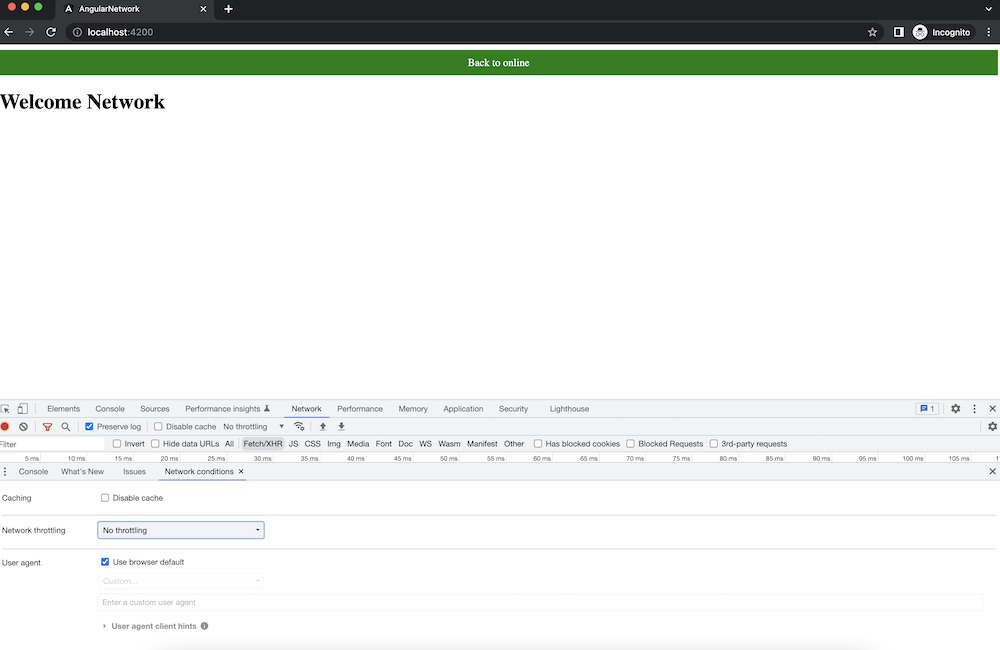 AngularNetwork
localhost:4200
Incognito
Back to online
Welcome Network
Elements Console Sources Performance insights Network Performance Memory Application Security Lighthouse 1
Preserve log Disable cache No throttling
Filter Invert Hide data URLs All Fetch/XHR JS CSS Img Media Font Doc WS Wasm Manifest Other Has blocked cookies Blocked Requests 3rd-party requests
5 ms 10 ms 15 ms 20 ms 25 ms 30 ms 35 ms 40 ms 45 ms 50 ms 55 ms 60 ms 65 ms 70 ms 75 ms 80 ms 85 ms 90 ms 95 ms 100 ms 105 ms 1
Console What's New Issues Network conditions
Caching Disable cache
Network throttling No throttling
User agent Use browser default
Custom...
Enter a custom user agent
User agent client hints